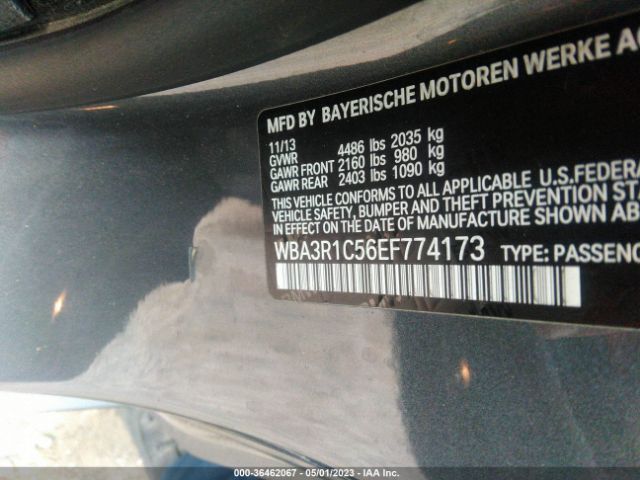 MFD BY BAYERISCHE MOTOREN WERKE AG
11/13
GVWR 4486 lbs 2035 kg
GAWR FRONT 2160 lbs 980 kg
GAWR REAR 2403 lbs 1090 kg
THIS VEHICLE CONFORMS TO ALL APPLICABLE U.S.FEDERA
VEHICLE SAFETY, BUMPER AND THEFT PREVENTION ST
IN EFFECT ON THE DATE OF MANUFACTURE SHOWN ABO
WBA3R1C56EF774173 TYPE: PASSENG
000-36462067 - 05/01/2023 - IAA Inc.